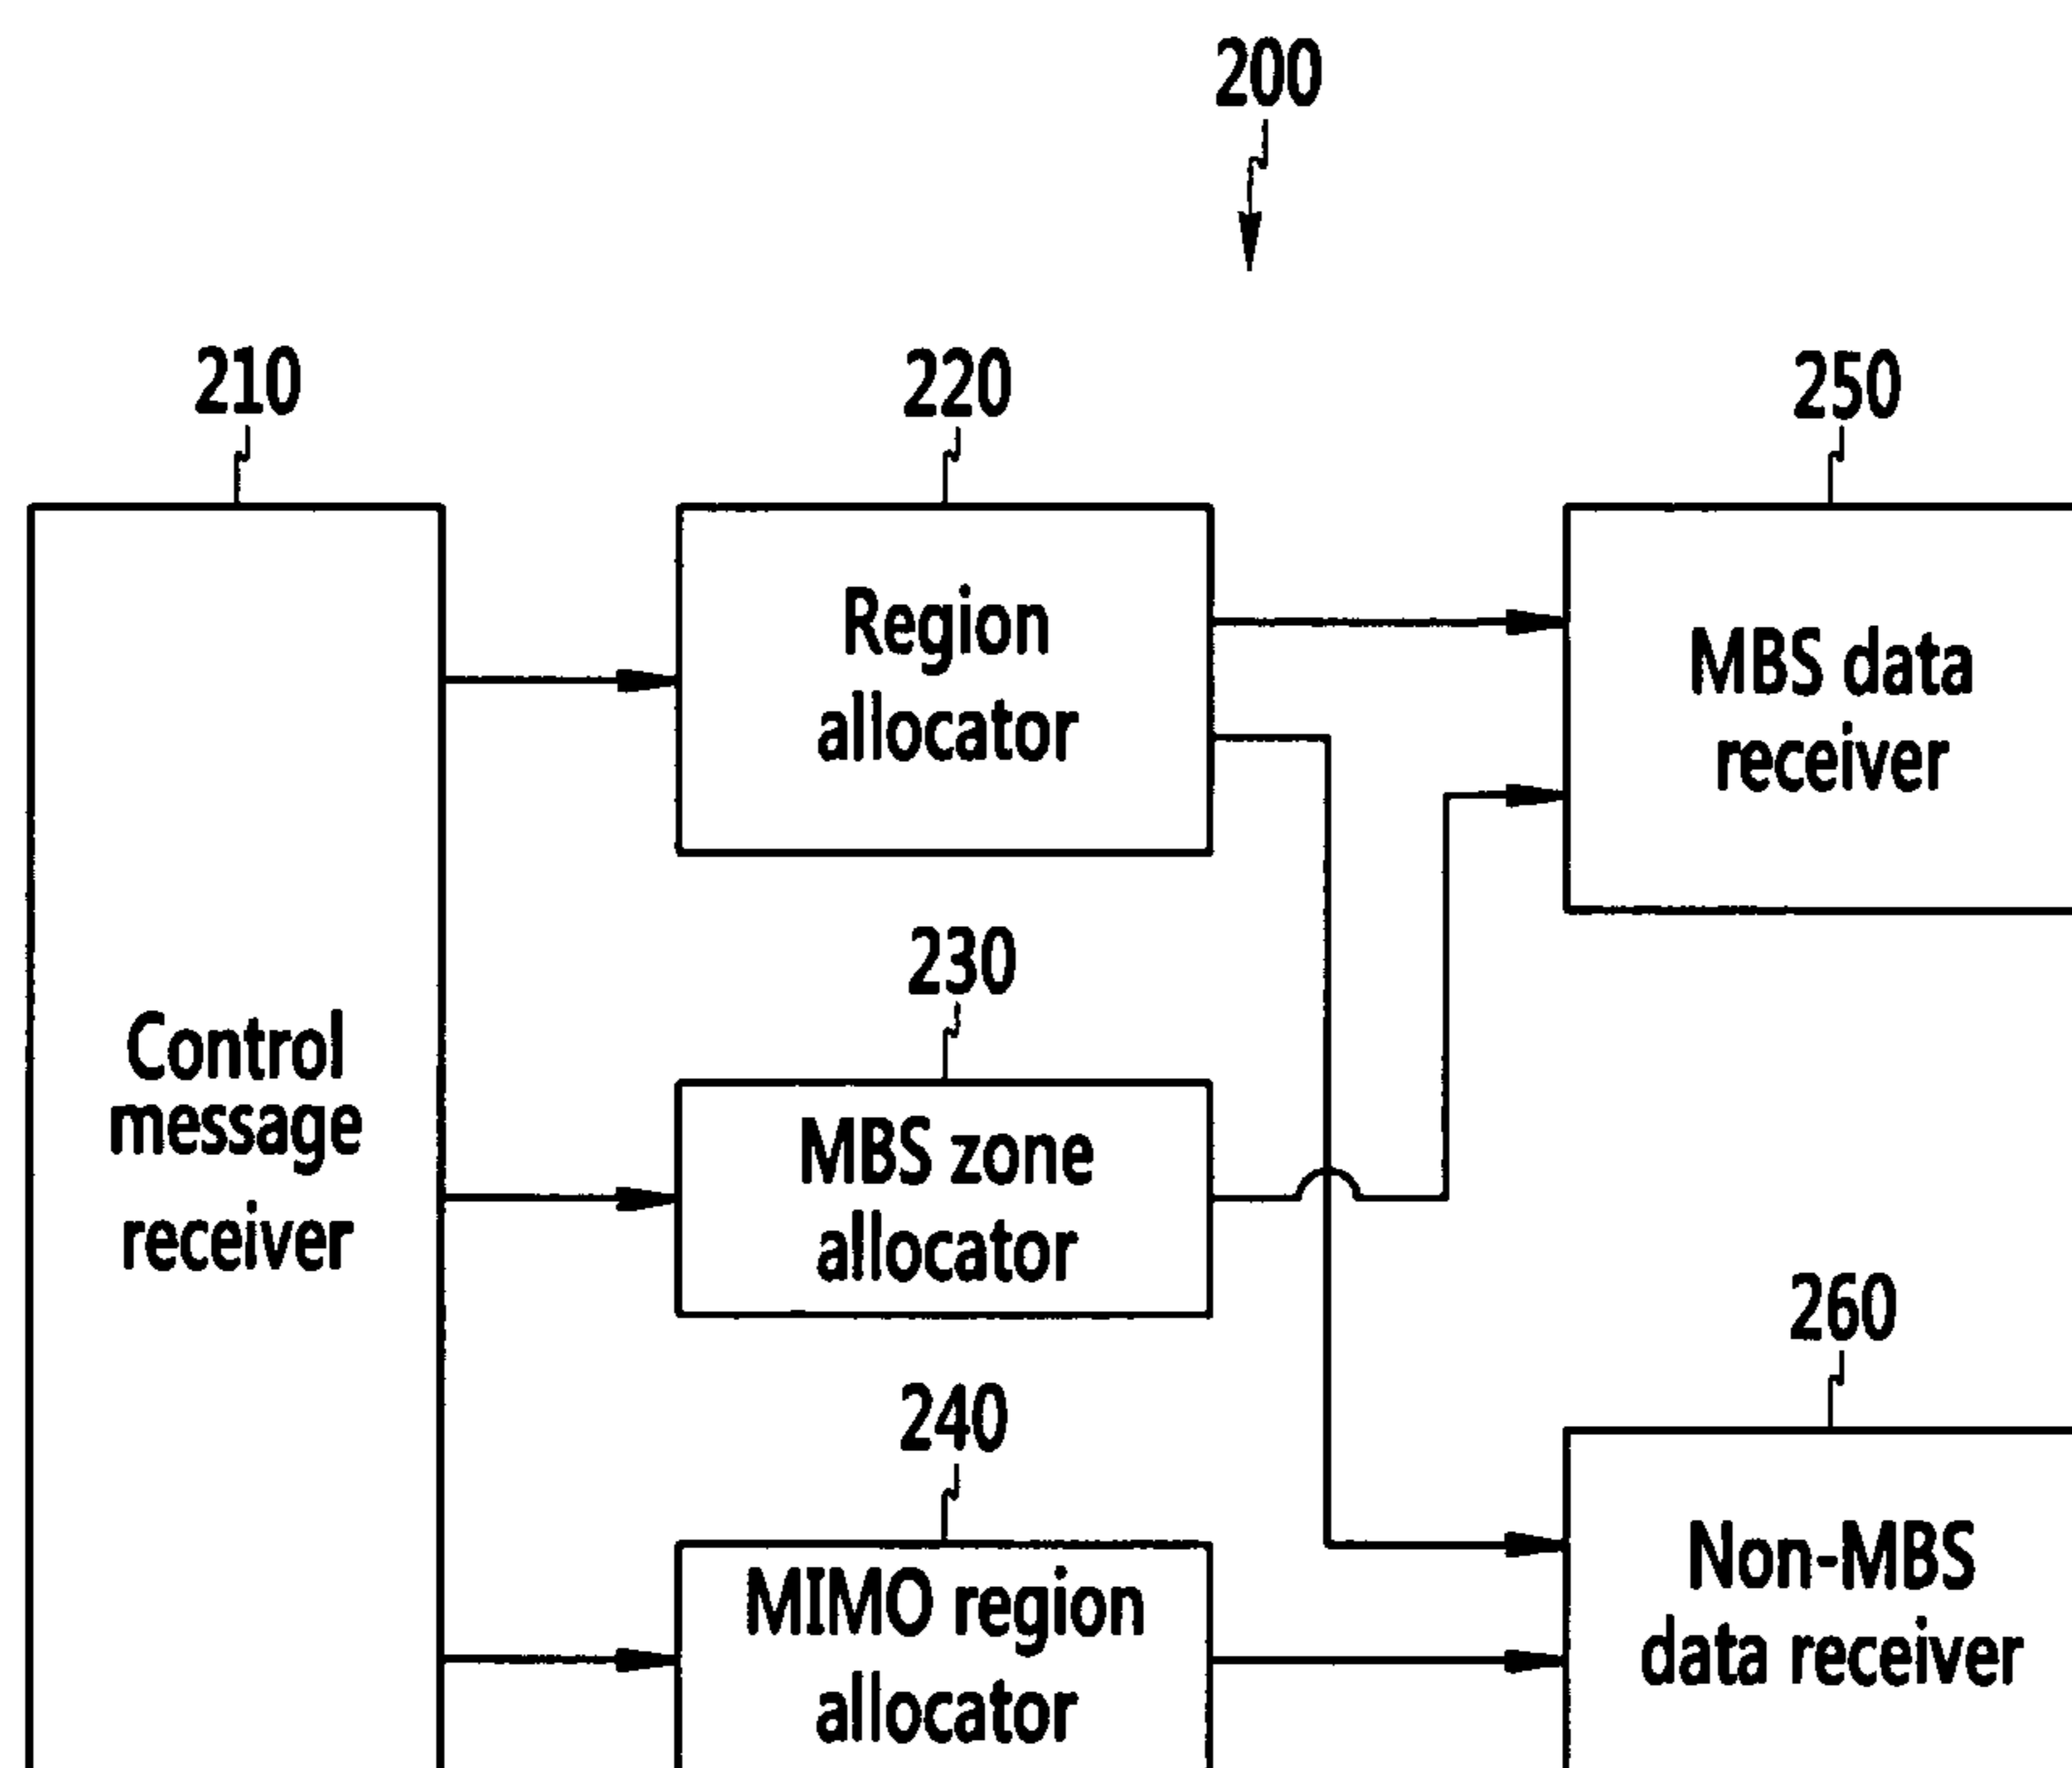 200
210
220
250
Region
allocator
MBS data
receiver
230
Control
message
receiver
MBS zone
allocator
260
240
MIMO region
allocator
Non-MBS
data receiver